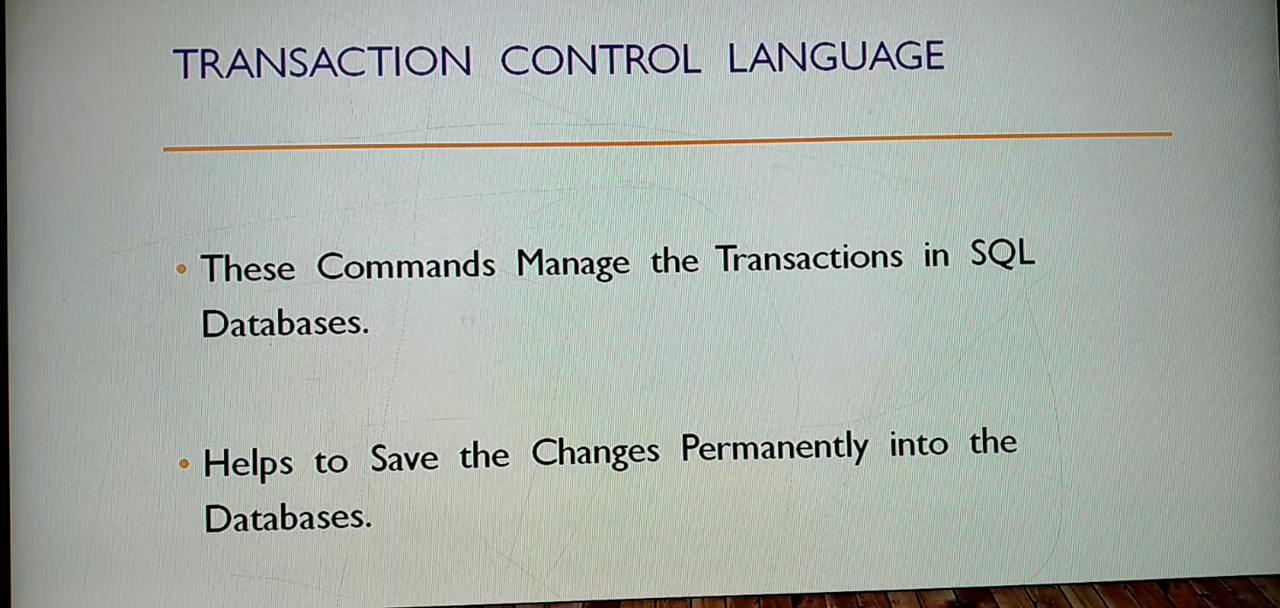 TRANSACTION CONTROL LANGUAGE
• These Commands Manage the Transactions in SQL
Databases.
• Helps to Save the Changes Permanently into the
Databases.